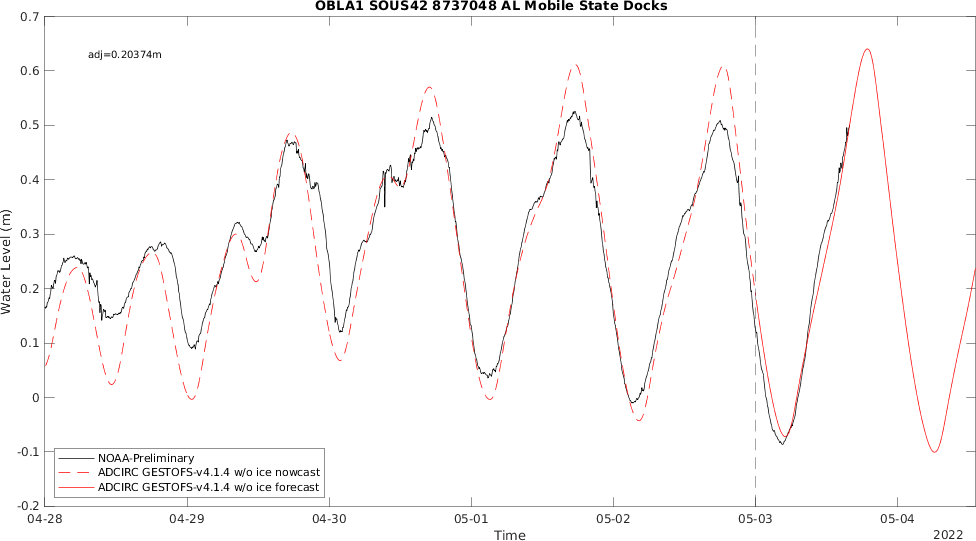 OBLA1 SOUS42 8737048 AL Mobile State Docks
adj=0.20374m
Water Level (m)
0.7
0.6
0.5
0.4
0.3
0.2
0.1
0
-0.1
-0.2
NOAA-Preliminary
ADCIRC GESTOFS-v4.1.4 w/o ice nowcast
ADCIRC GESTOFS-v4.1.4 w/o ice forecast
04-28 04-29 04-30 05-01 05-02 05-03 05-04
Time
2022